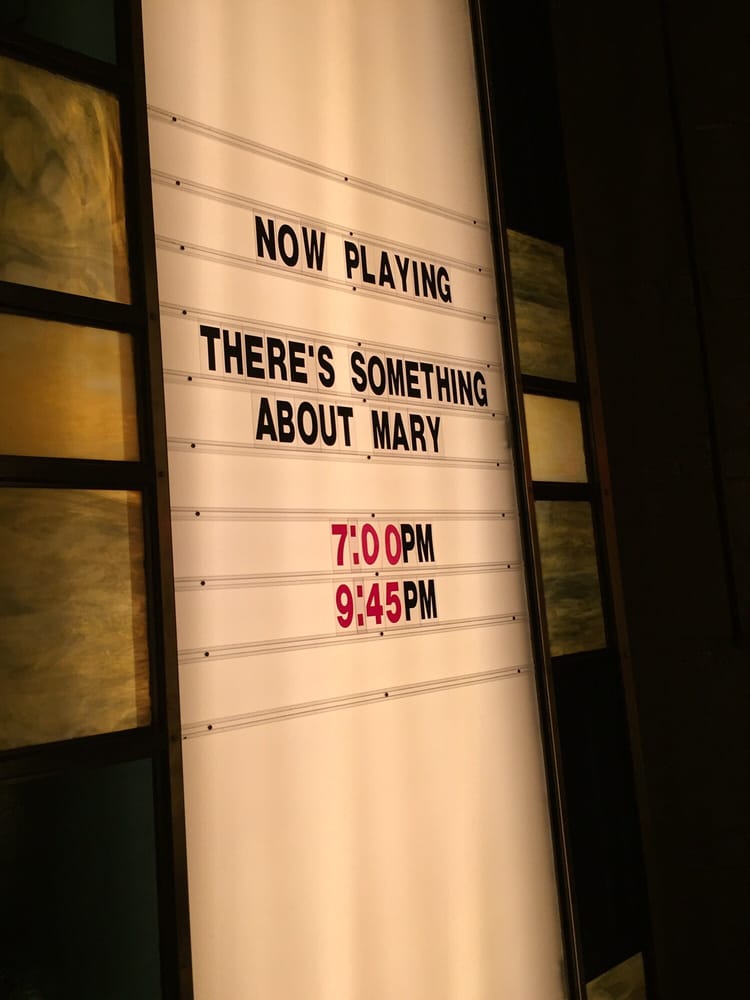 NOW PLAYING
THERE'S SOMETHING
ABOUT MARY
7:00PM
9:45PM